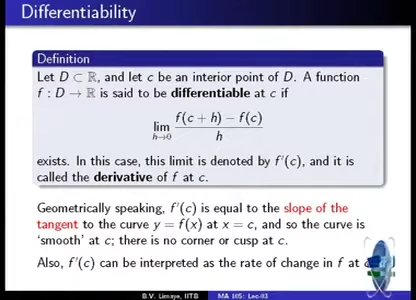 Differentiability
Definition
Let D ⊂ ℝ, and let c be an interior point of D. A function
f : D → ℝ is said to be differentiable at c if
lim h→0 f(c + h) − f(c) / h
exists. In this case, this limit is denoted by f′(c), and it is
called the derivative of f at c.
Geometrically speaking, f′(c) is equal to the slope of the
tangent to the curve y = f(x) at x = c, and so the curve is
‘smooth’ at c; there is no corner or cusp at c.
Also, f′(c) can be interpreted as the rate of change in f at
B.V. Limaye, IITB MA 105: Lec-03